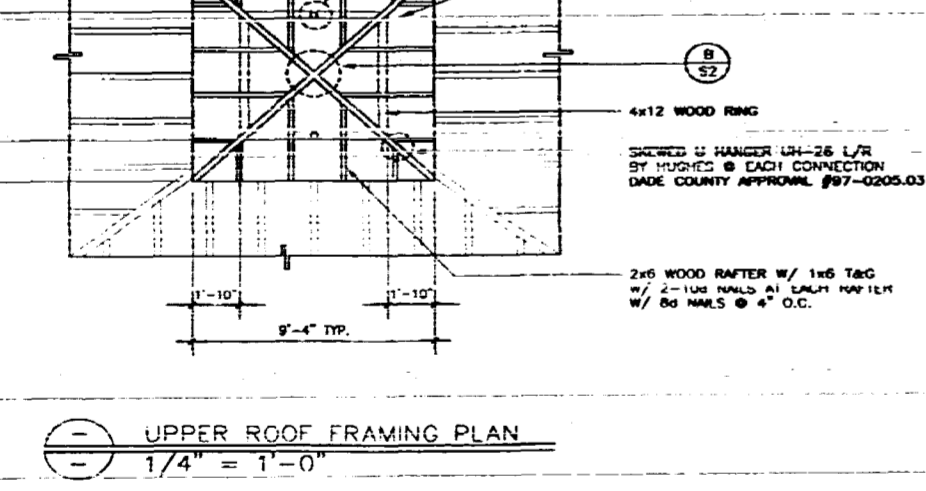 B
S2
4x12 WOOD RING
SKEWED U HANGER UH-26 L/R
BY HUGHES @ EACH CONNECTION
DADE COUNTY APPROVAL #97-0205.03
2x6 WOOD RAFTER W/ 1x6 T&G
W/ 2-10d NAILS AT EACH RAFTER
W/ 8d NAILS @ 4" O.C.
1'-10" 1'-10"
9'-4" TYP.
UPPER ROOF FRAMING PLAN
1/4" = 1'-0"